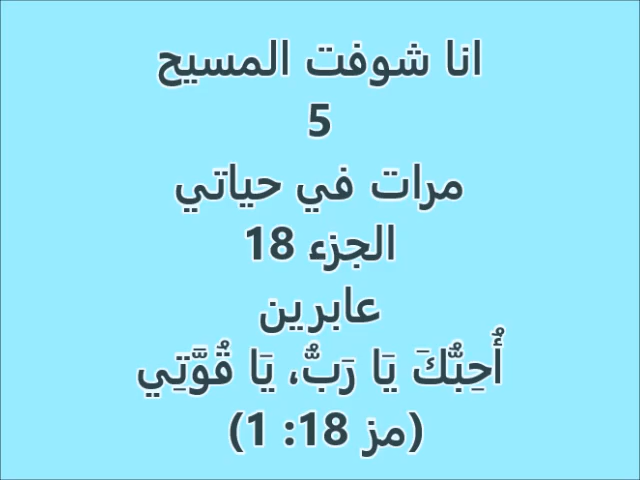 انا شوفت المسيح
5
مرات في حياتي
الجزء 18
عابرين
أُحِبُّكَ يَا رَبُّ، يَا قُوَّتِي
(مز 18: 1)